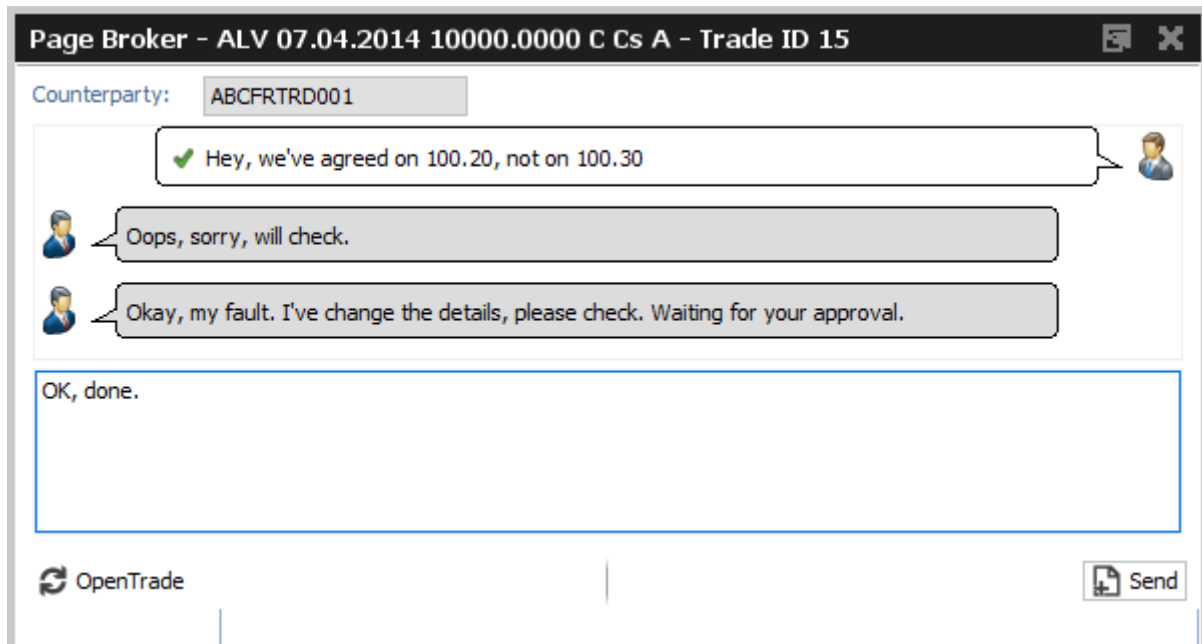 Page Broker - ALV 07.04.2014 10000.0000 C Cs A - Trade ID 15
Counterparty: ABCFRTRD001
Hey, we've agreed on 100.20, not on 100.30
Oops, sorry, will check.
Okay, my fault. I've change the details, please check. Waiting for your approval.
OK, done.
OpenTrade Send